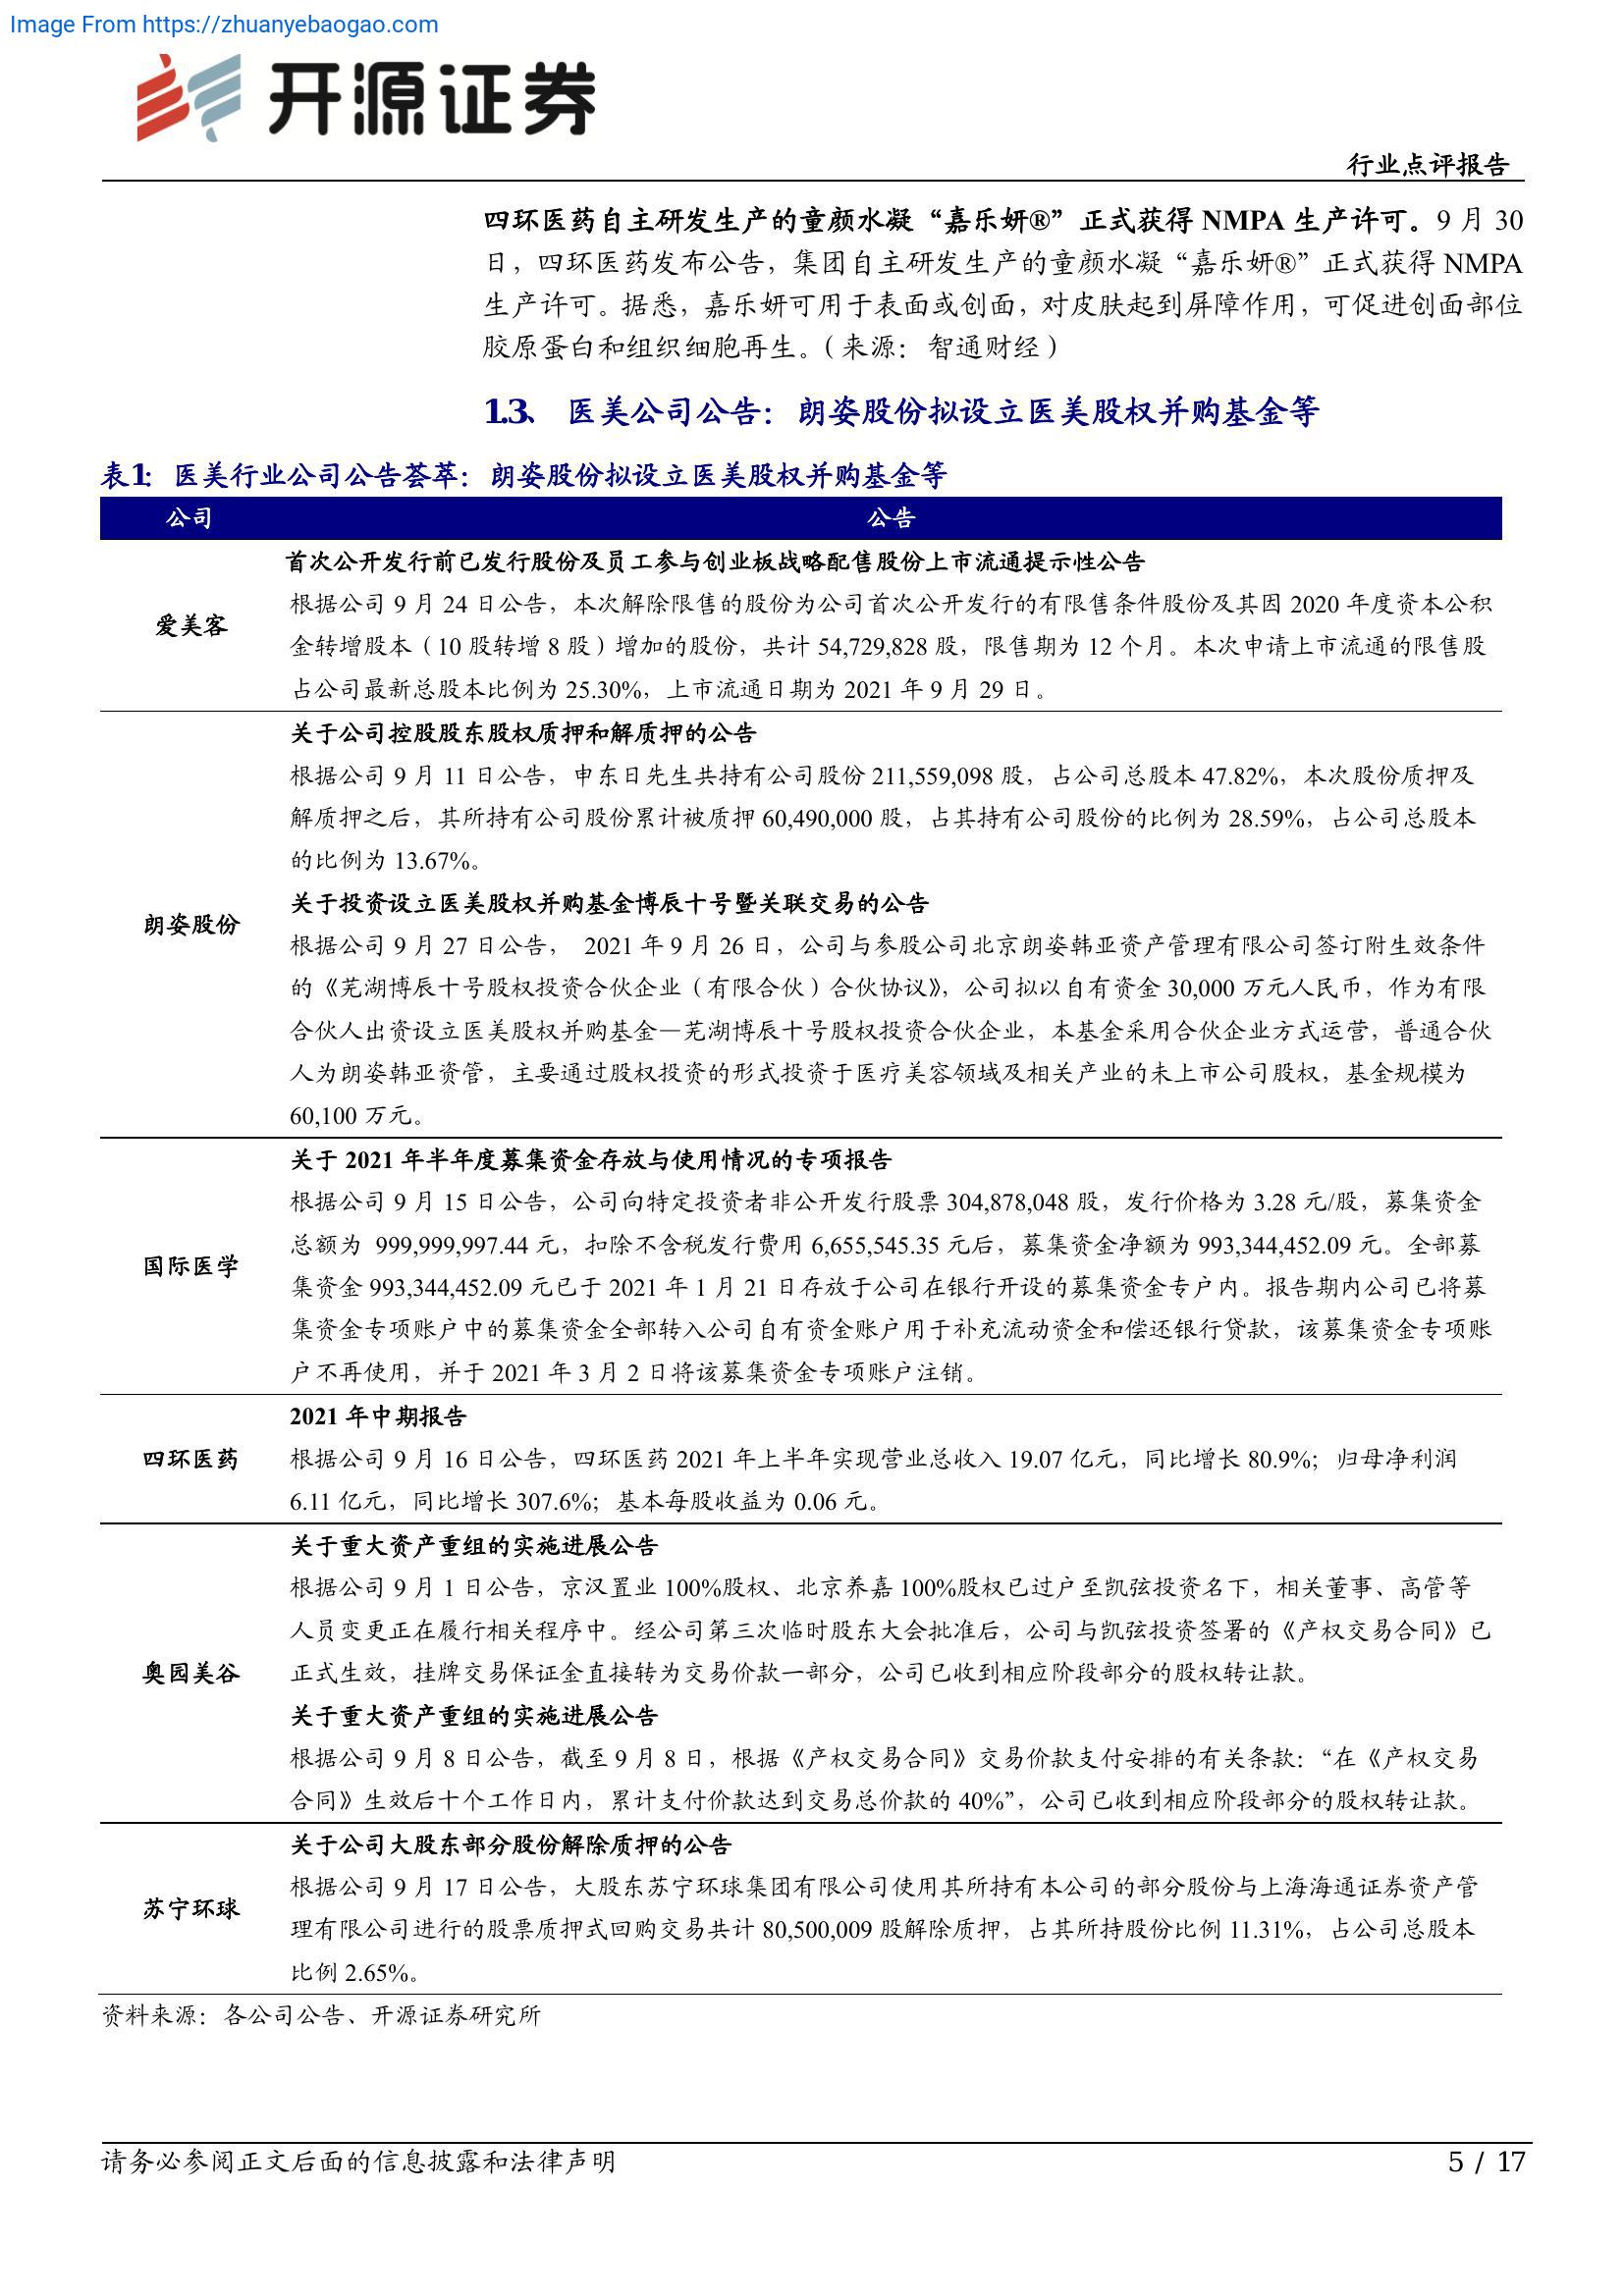 Image From https://zhuanyebaogao.com
开源证券
行业点评报告
四环医药自主研发生产的童颜水凝“嘉乐妍®”正式获得 NMPA 生产许可。9 月 30
日，四环医药发布公告，集团自主研发生产的童颜水凝“嘉乐妍®”正式获得 NMPA
生产许可。据悉，嘉乐妍可用于表面或创面，对皮肤起到屏障作用，可促进创面部位
胶原蛋白和组织细胞再生。（来源：智通财经）
1.3、 医美公司公告：朗姿股份拟设立医美股权并购基金等
表1：医美行业公司公告荟萃：朗姿股份拟设立医美股权并购基金等
公司 公告
首次公开发行前已发行股份及员工参与创业板战略配售股份上市流通提示性公告
爱美客
根据公司 9 月 24 日公告，本次解除限售的股份为公司首次公开发行的有限售条件股份及其因 2020 年度资本公积
金转增股本（10 股转增 8 股）增加的股份，共计 54,729,828 股，限售期为 12 个月。本次申请上市流通的限售股
占公司最新总股本比例为 25.30%，上市流通日期为 2021 年 9 月 29 日。
朗姿股份
关于公司控股股东股权质押和解质押的公告
根据公司 9 月 11 日公告，申东日先生共持有公司股份 211,559,098 股，占公司总股本 47.82%，本次股份质押及
解质押之后，其所持有公司股份累计被质押 60,490,000 股，占其持有公司股份的比例为 28.59%，占公司总股本
的比例为 13.67%。
关于投资设立医美股权并购基金博辰十号暨关联交易的公告
根据公司 9 月 27 日公告， 2021 年 9 月 26 日，公司与参股公司北京朗姿韩亚资产管理有限公司签订附生效条件
的《芜湖博辰十号股权投资合伙企业（有限合伙）合伙协议》，公司拟以自有资金 30,000 万元人民币，作为有限
合伙人出资设立医美股权并购基金—芜湖博辰十号股权投资合伙企业，本基金采用合伙企业方式运营，普通合伙
人为朗姿韩亚资管，主要通过股权投资的形式投资于医疗美容领域及相关产业的未上市公司股权，基金规模为
60,100 万元。
国际医学
关于 2021 年半年度募集资金存放与使用情况的专项报告
根据公司 9 月 15 日公告，公司向特定投资者非公开发行股票 304,878,048 股，发行价格为 3.28 元/股，募集资金
总额为 999,999,997.44 元，扣除不含税发行费用 6,655,545.35 元后，募集资金净额为 993,344,452.09 元。全部募
集资金 993,344,452.09 元已于 2021 年 1 月 21 日存放于公司在银行开设的募集资金专户内。报告期内公司已将募
集资金专项账户中的募集资金全部转入公司自有资金账户用于补充流动资金和偿还银行贷款，该募集资金专项账
户不再使用，并于 2021 年 3 月 2 日将该募集资金专项账户注销。
四环医药
2021 年中期报告
根据公司 9 月 16 日公告，四环医药 2021 年上半年实现营业总收入 19.07 亿元，同比增长 80.9%；归母净利润
6.11 亿元，同比增长 307.6%；基本每股收益为 0.06 元。
奥园美谷
关于重大资产重组的实施进展公告
根据公司 9 月 1 日公告，京汉置业 100%股权、北京养嘉 100%股权已过户至凯弦投资名下，相关董事、高管等
人员变更正在履行相关程序中。经公司第三次临时股东大会批准后，公司与凯弦投资签署的《产权交易合同》已
正式生效，挂牌交易保证金直接转为交易价款一部分，公司已收到相应阶段部分的股权转让款。
关于重大资产重组的实施进展公告
根据公司 9 月 8 日公告，截至 9 月 8 日，根据《产权交易合同》交易价款支付安排的有关条款：“在《产权交易
合同》生效后十个工作日内，累计支付价款达到交易总价款的 40%”，公司已收到相应阶段部分的股权转让款。
苏宁环球
关于公司大股东部分股份解除质押的公告
根据公司 9 月 17 日公告，大股东苏宁环球集团有限公司使用其所持有本公司的部分股份与上海海通证券资产管
理有限公司进行的股票质押式回购交易共计 80,500,009 股解除质押，占其所持股份比例 11.31%，占公司总股本
比例 2.65%。
资料来源：各公司公告、开源证券研究所
请务必参阅正文后面的信息披露和法律声明 5 / 17